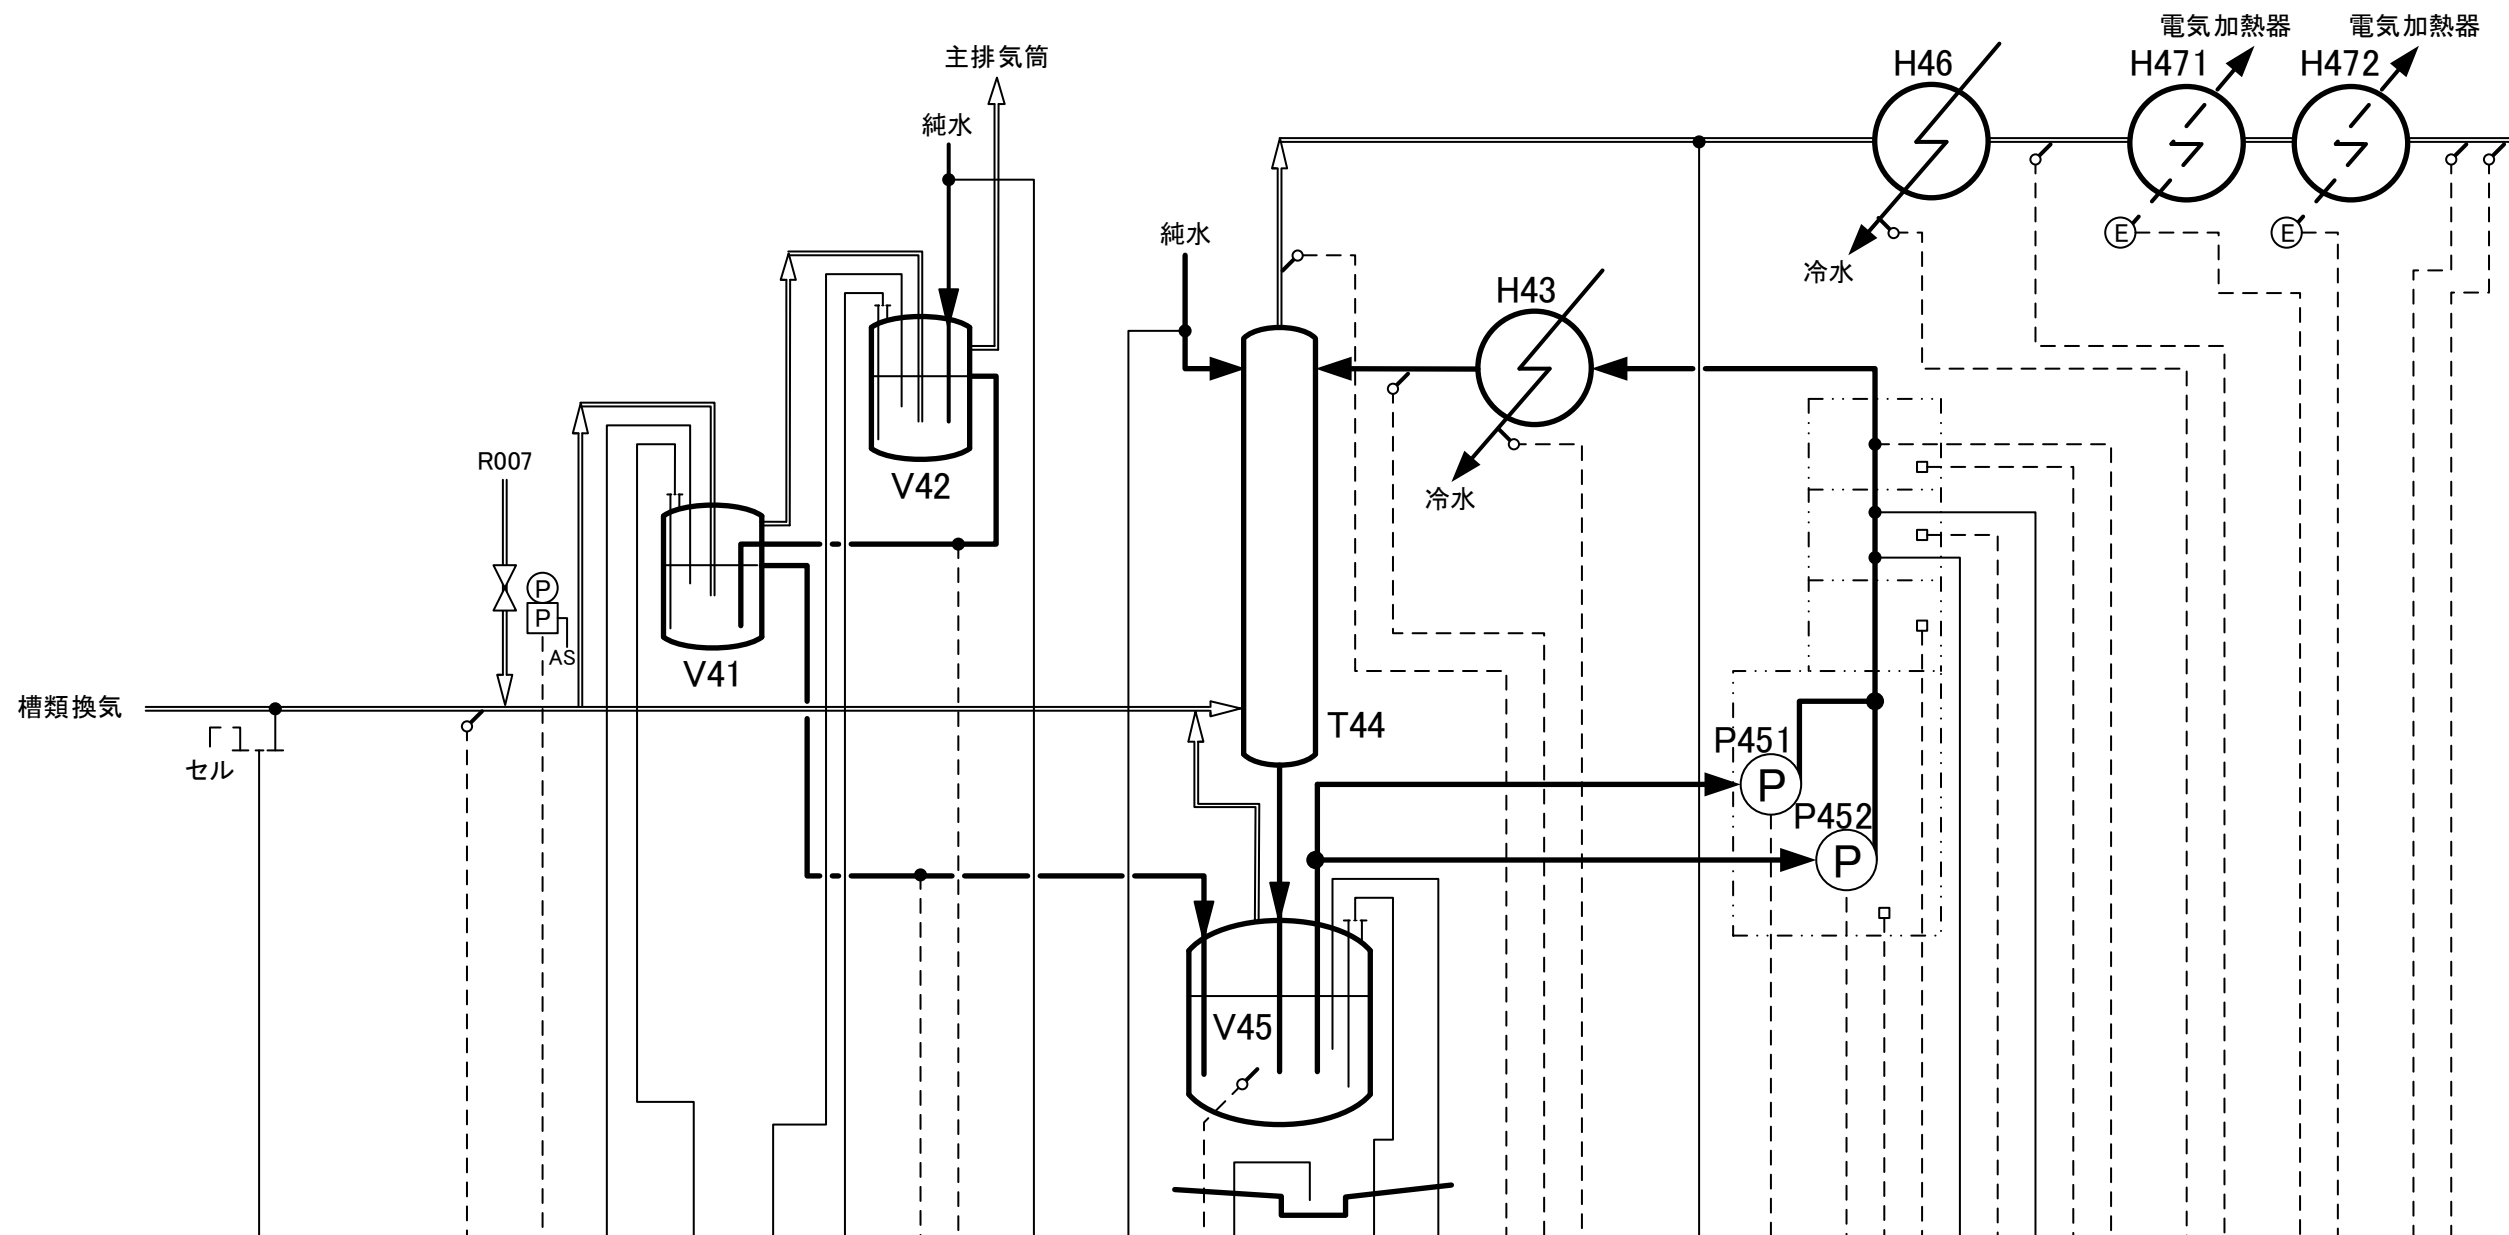 電気加熱器
電気加熱器
主排気筒
H46
H471
H472
純水
純水
E
E
冷水
H43
R007
V42
冷水
P
P
AS
V41
槽類換気
T44
P451
セル
P
P452
P
V45